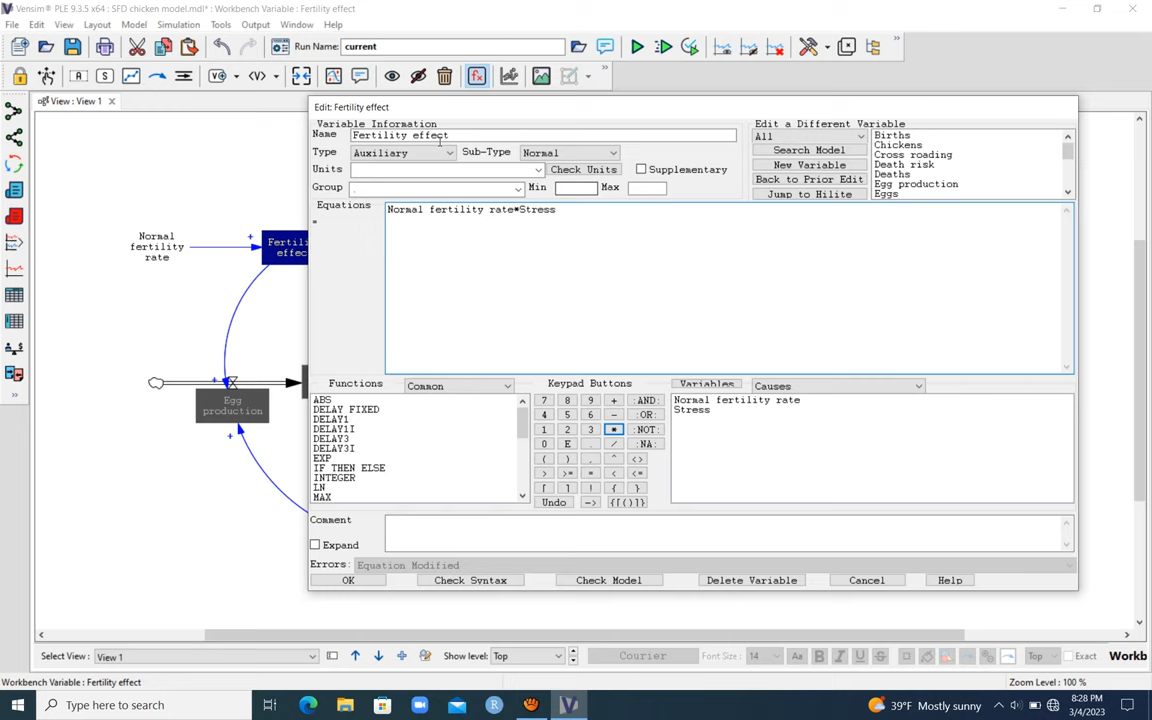 Vensim PLE 9.3.5 x64 : SFD chicken model.mdl* : Workbench Variable : Fertility effect
File Edit View Layout Model Simulation Tools Output Window Help
Run Name: current
View : View 1
Edit: Fertility effect
Variable Information
Edit a Different Variable
Name Fertility effect
All
Births
Chickens
Cross roading
Death risk
Deaths
Egg production
Eggs
Type Auxiliary Sub-Type Normal
Search Model
Units Check Units Supplementary
New Variable
Group . Min Max
Back to Prior Edit
Jump to Hilite
Equations
=
Normal fertility rate*Stress
Normal
fertility
rate
+
Fertili
effec
+
Egg
production
+
Functions Common
Keypad Buttons
Variables Causes
ABS
DELAY FIXED
DELAY1
DELAY1I
DELAY3
DELAY3I
EXP
IF THEN ELSE
INTEGER
LN
MAX
7 8 9 + :AND:
4 5 6 - :OR:
1 2 3 * :NOT:
0 E . / :NA:
( ) , ^ <>
> >= = < <=
[ ] ! { }
Undo -> {[()]}
Normal fertility rate
Stress
Comment
Expand
Errors: Equation Modified
OK Check Syntax Check Model Delete Variable Cancel Help
Select View: View 1 Show level: Top Courier Font Size: 14 Aa B I U S Top Exact Workb
Workbench Variable : Fertility effect
Zoom Level: 100 %
Type here to search
39°F Mostly sunny
8:28 PM
3/4/2023